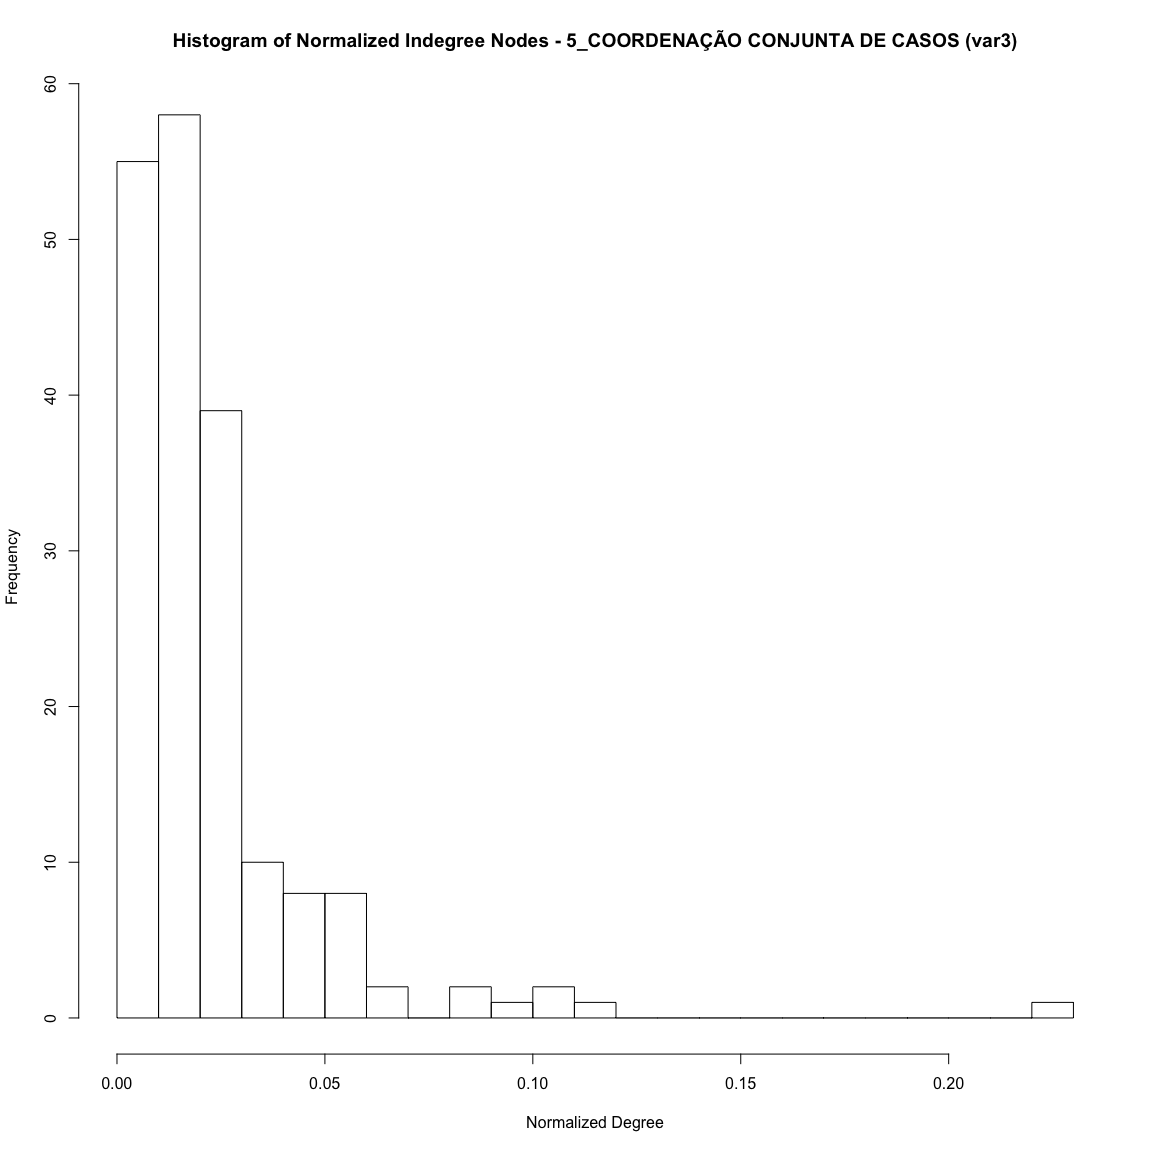 Histogram of Normalized Indegree Nodes - 5_COORDENAÇÃO CONJUNTA DE CASOS (var3)
60
50
40
30
20
10
0
Frequency
0.00 0.05 0.10 0.15 0.20
Normalized Degree